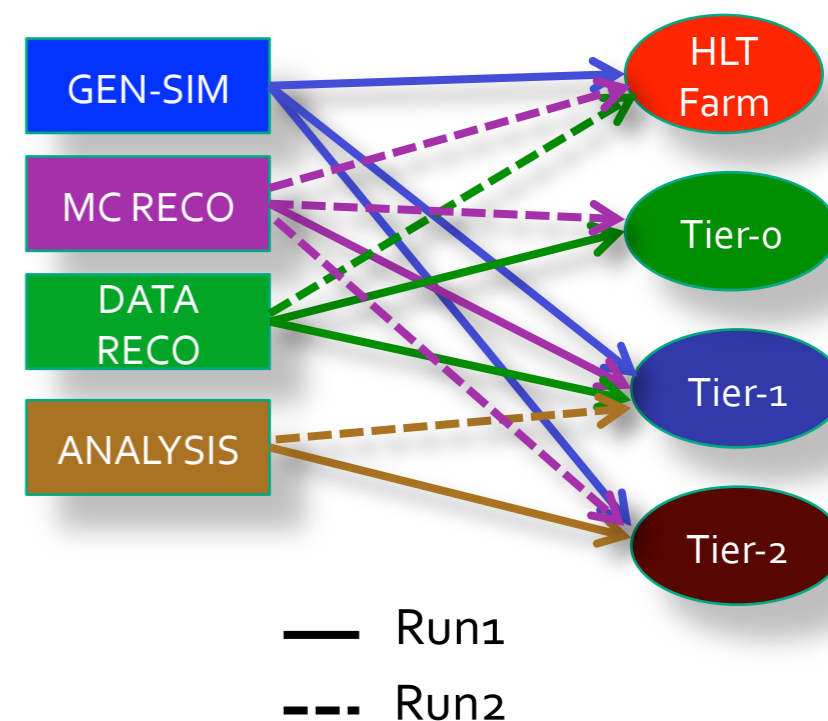 GEN-SIM
MC RECO
DATA
RECO
ANALYSIS
HLT
Farm
Tier-0
Tier-1
Tier-2
Run1
Run2